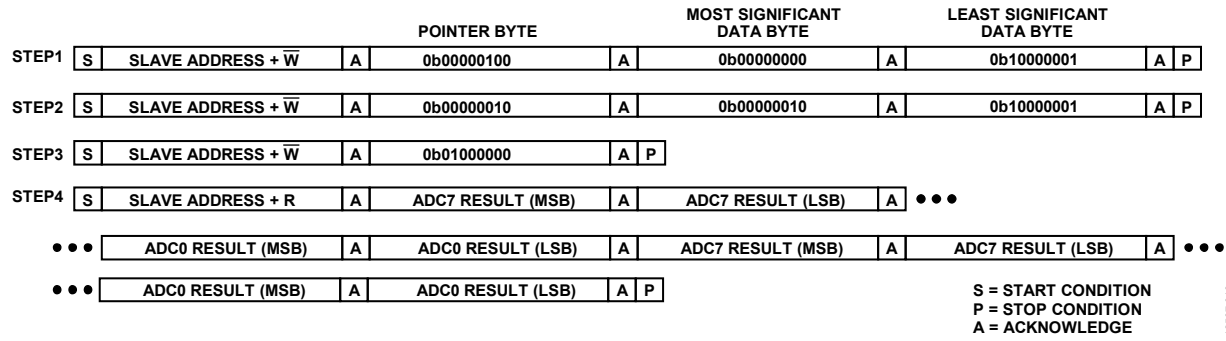 POINTER BYTE MOST SIGNIFICANT DATA BYTE LEAST SIGNIFICANT DATA BYTE
STEP1 S SLAVE ADDRESS + W̅ A 0b00000100 A 0b00000000 A 0b10000001 A P
STEP2 S SLAVE ADDRESS + W̅ A 0b00000010 A 0b00000010 A 0b10000001 A P
STEP3 S SLAVE ADDRESS + W̅ A 0b01000000 A P
STEP4 S SLAVE ADDRESS + R A ADC7 RESULT (MSB) A ADC7 RESULT (LSB) A •••
••• ADC0 RESULT (MSB) A ADC0 RESULT (LSB) A ADC7 RESULT (MSB) A ADC7 RESULT (LSB) A •••
••• ADC0 RESULT (MSB) A ADC0 RESULT (LSB) A P
S = START CONDITION
P = STOP CONDITION
A = ACKNOWLEDGE